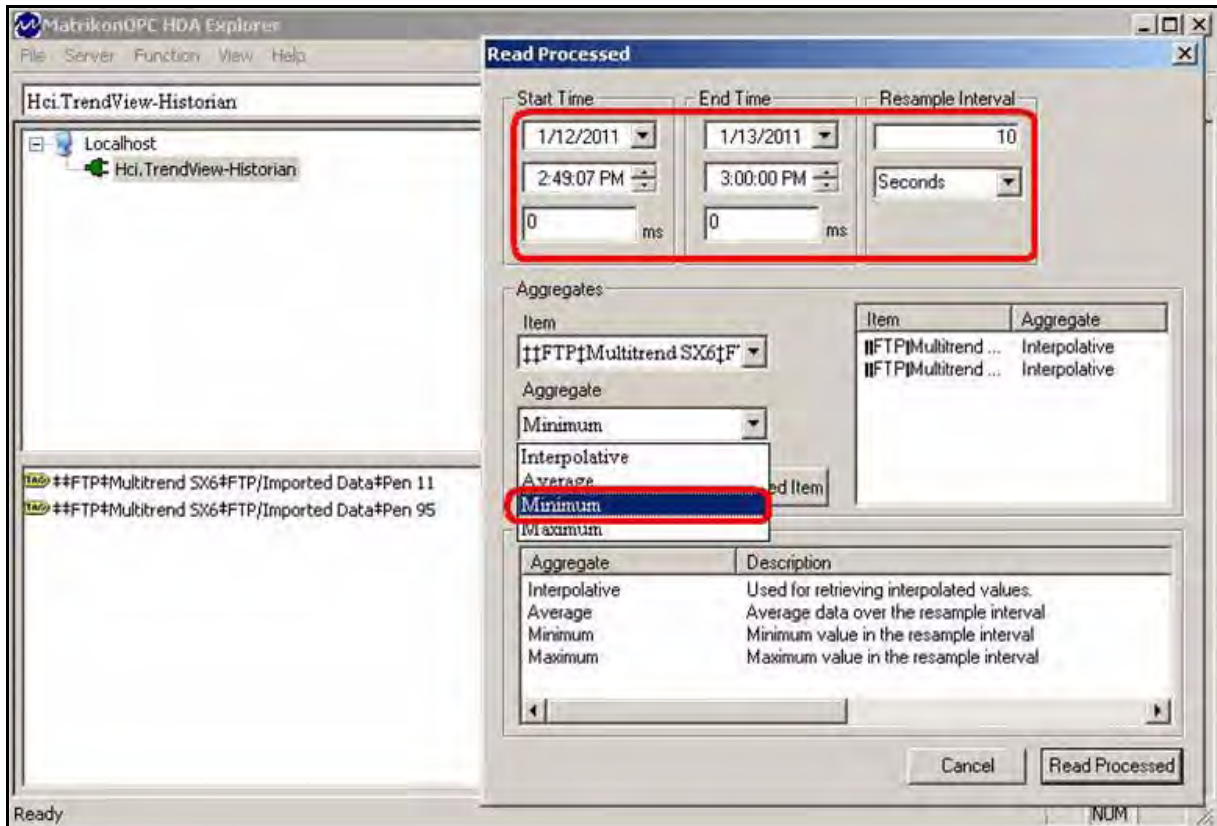 MatrikonOPC HDA Explorer
File Server Function View Help
Hci.TrendView-Historian
Localhost
Hci.TrendView-Historian
‡‡FTP‡Multitrend SX6‡FTP/Imported Data‡Pen 11
‡‡FTP‡Multitrend SX6‡FTP/Imported Data‡Pen 95
Ready
NUM
Read Processed
Start Time End Time Resample Interval
1/12/2011 1/13/2011 10
2:49:07 PM 3:00:00 PM Seconds
0 ms 0 ms
Aggregates
Item
‡‡FTP‡Multitrend SX6‡F
Aggregate
Minimum
Interpolative
Average
Minimum
Maximum
ed Item
Item Aggregate
||FTP|Multitrend ... Interpolative
||FTP|Multitrend ... Interpolative
Aggregate Description
Interpolative Used for retrieving interpolated values.
Average Average data over the resample interval
Minimum Minimum value in the resample interval
Maximum Maximum value in the resample interval
Cancel Read Processed